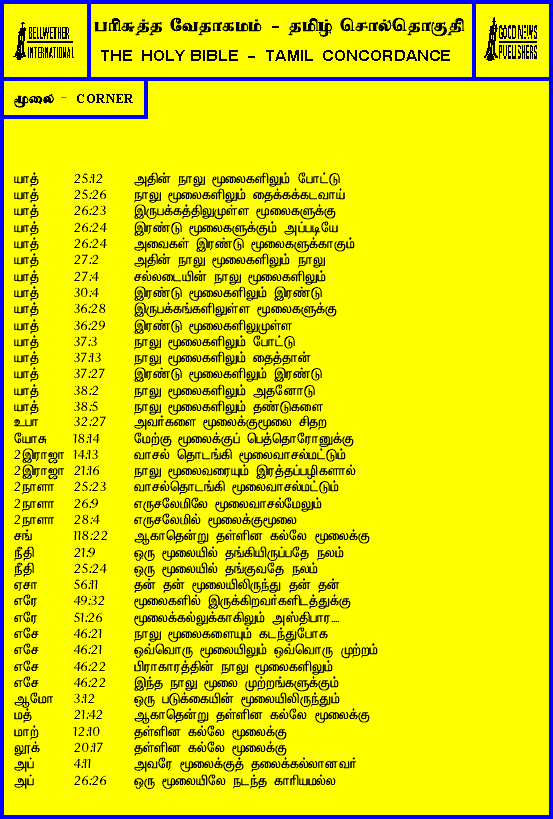 BELLWETHER
INTERNATIONAL
பரிசுத்த வேதாகமம் - தமிழ் சொல்தொகுதி
THE HOLY BIBLE - TAMIL CONCORDANCE
GOOD NEWS
PUBLISHERS
மூலை - CORNER
யாத் 25:12 அதின் நாலு மூலைகளிலும் போட்டு
யாத் 25:26 நாலு மூலைகளிலும் தைக்கக்கடவாய்
யாத் 26:23 இருபக்கத்திலுமுள்ள மூலைகளுக்கு
யாத் 26:24 இரண்டு மூலைகளுக்கும் அப்படியே
யாத் 26:24 அவைகள் இரண்டு மூலைகளுக்காகும்
யாத் 27:2 அதின் நாலு மூலைகளிலும் நாலு
யாத் 27:4 சல்லடையின் நாலு மூலைகளிலும்
யாத் 30:4 இரண்டு மூலைகளிலும் இரண்டு
யாத் 36:28 இருபக்கங்களிலுள்ள மூலைகளுக்கு
யாத் 36:29 இரண்டு மூலைகளிலுமுள்ள
யாத் 37:3 நாலு மூலைகளிலும் போட்டு
யாத் 37:13 நாலு மூலைகளிலும் தைத்தான்
யாத் 37:27 இரண்டு மூலைகளிலும் இரண்டு
யாத் 38:2 நாலு மூலைகளிலும் அதனோடு
யாத் 38:5 நாலு மூலைகளிலும் தண்டுகளை
உபா 32:27 அவர்களை மூலைக்குமூலை சிதற
யோசு 18:14 மேற்கு மூலைக்குப் பெத்தொரோனுக்கு
2இராஜா 14:13 வாசல் தொடங்கி மூலைவாசல்மட்டும்
2இராஜா 21:16 நாலு மூலைவரையும் இரத்தப்பழிகளால்
2நாளா 25:23 வாசல்தொடங்கி மூலைவாசல்மட்டும்
2நாளா 26:9 எருசலேமிலே மூலைவாசல்மேலும்
2நாளா 28:4 எருசலேமில் மூலைக்குமூலை
சங் 118:22 ஆகாதென்று தள்ளின கல்லே மூலைக்கு
நீதி 21:9 ஒரு மூலையில் தங்கியிருப்பதே நலம்
நீதி 25:24 ஒரு மூலையில் தங்குவதே நலம்
ஏசா 56:11 தன் தன் மூலையிலிருந்து தன் தன்
எரே 49:32 மூலைகளில் இருக்கிறவர்களிடத்துக்கு
எரே 51:26 மூலைக்கல்லுக்காகிலும் அஸ்திபார....
எசே 46:21 நாலு மூலைகளையும் கடந்துபோக
எசே 46:21 ஒவ்வொரு மூலையிலும் ஒவ்வொரு முற்றம்
எசே 46:22 பிராகாரத்தின் நாலு மூலைகளிலும்
எசே 46:22 இந்த நாலு மூலை முற்றங்களுக்கும்
ஆமோ 3:12 ஒரு படுக்கையின் மூலையிலிருந்தும்
மத் 21:42 ஆகாதென்று தள்ளின கல்லே மூலைக்கு
மாற் 12:10 தள்ளின கல்லே மூலைக்கு
லூக் 20:17 தள்ளின கல்லே மூலைக்கு
அப் 4:11 அவரே மூலைக்குத் தலைக்கல்லானவர்
அப் 26:26 ஒரு மூலையிலே நடந்த காரியமல்ல